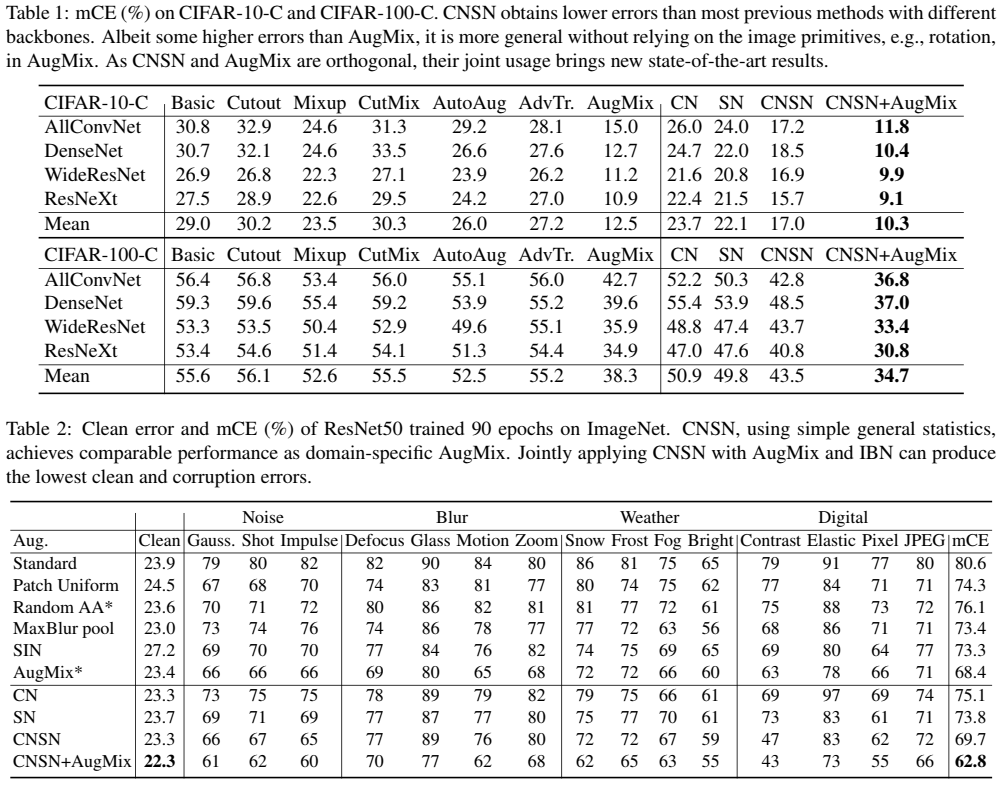 Table 1: mCE (%) on CIFAR-10-C and CIFAR-100-C. CNSN obtains lower errors than most previous methods with different
backbones. Albeit some higher errors than AugMix, it is more general without relying on the image primitives, e.g., rotation,
in AugMix. As CNSN and AugMix are orthogonal, their joint usage brings new state-of-the-art results.
CIFAR-10-C Basic Cutout Mixup CutMix AutoAug AdvTr. AugMix CN SN CNSN CNSN+AugMix
AllConvNet 30.8 32.9 24.6 31.3 29.2 28.1 15.0 26.0 24.0 17.2 11.8
DenseNet 30.7 32.1 24.6 33.5 26.6 27.6 12.7 24.7 22.0 18.5 10.4
WideResNet 26.9 26.8 22.3 27.1 23.9 26.2 11.2 21.6 20.8 16.9 9.9
ResNeXt 27.5 28.9 22.6 29.5 24.2 27.0 10.9 22.4 21.5 15.7 9.1
Mean 29.0 30.2 23.5 30.3 26.0 27.2 12.5 23.7 22.1 17.0 10.3
CIFAR-100-C Basic Cutout Mixup CutMix AutoAug AdvTr. AugMix CN SN CNSN CNSN+AugMix
AllConvNet 56.4 56.8 53.4 56.0 55.1 56.0 42.7 52.2 50.3 42.8 36.8
DenseNet 59.3 59.6 55.4 59.2 53.9 55.2 39.6 55.4 53.9 48.5 37.0
WideResNet 53.3 53.5 50.4 52.9 49.6 55.1 35.9 48.8 47.4 43.7 33.4
ResNeXt 53.4 54.6 51.4 54.1 51.3 54.4 34.9 47.0 47.6 40.8 30.8
Mean 55.6 56.1 52.6 55.5 52.5 55.2 38.3 50.9 49.8 43.5 34.7
Table 2: Clean error and mCE (%) of ResNet50 trained 90 epochs on ImageNet. CNSN, using simple general statistics,
achieves comparable performance as domain-specific AugMix. Jointly applying CNSN with AugMix and IBN can produce
the lowest clean and corruption errors.
Noise Blur Weather Digital
Aug. Clean Gauss. Shot Impulse Defocus Glass Motion Zoom Snow Frost Fog Bright Contrast Elastic Pixel JPEG mCE
Standard 23.9 79 80 82 82 90 84 80 86 81 75 65 79 91 77 80 80.6
Patch Uniform 24.5 67 68 70 74 83 81 77 80 74 75 62 77 84 71 71 74.3
Random AA* 23.6 70 71 72 80 86 82 81 81 77 72 61 75 88 73 72 76.1
MaxBlur pool 23.0 73 74 76 74 86 78 77 77 72 63 56 68 86 71 71 73.4
SIN 27.2 69 70 70 77 84 76 82 74 75 69 65 69 80 64 77 73.3
AugMix* 23.4 66 66 66 69 80 65 68 72 72 66 60 63 78 66 71 68.4
CN 23.3 73 75 75 78 89 79 82 79 75 66 61 69 97 69 74 75.1
SN 23.7 69 71 69 77 87 77 80 75 77 70 61 73 83 61 71 73.8
CNSN 23.3 66 67 65 77 89 76 80 72 72 67 59 47 83 62 72 69.7
CNSN+AugMix 22.3 61 62 60 70 77 62 68 62 65 63 55 43 73 55 66 62.8